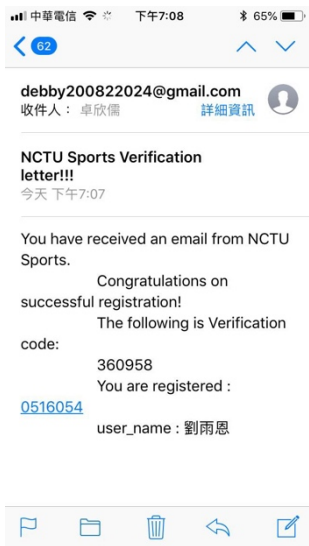 中華電信 下午7:08 65%
62
debby200822024@gmail.com
收件人： 卓欣儒 詳細資訊
NCTU Sports Verification
letter!!!
今天 下午7:07
You have received an email from NCTU
Sports.
Congratulations on
successful registration!
The following is Verification
code:
360958
You are registered :
0516054
user_name : 劉雨恩